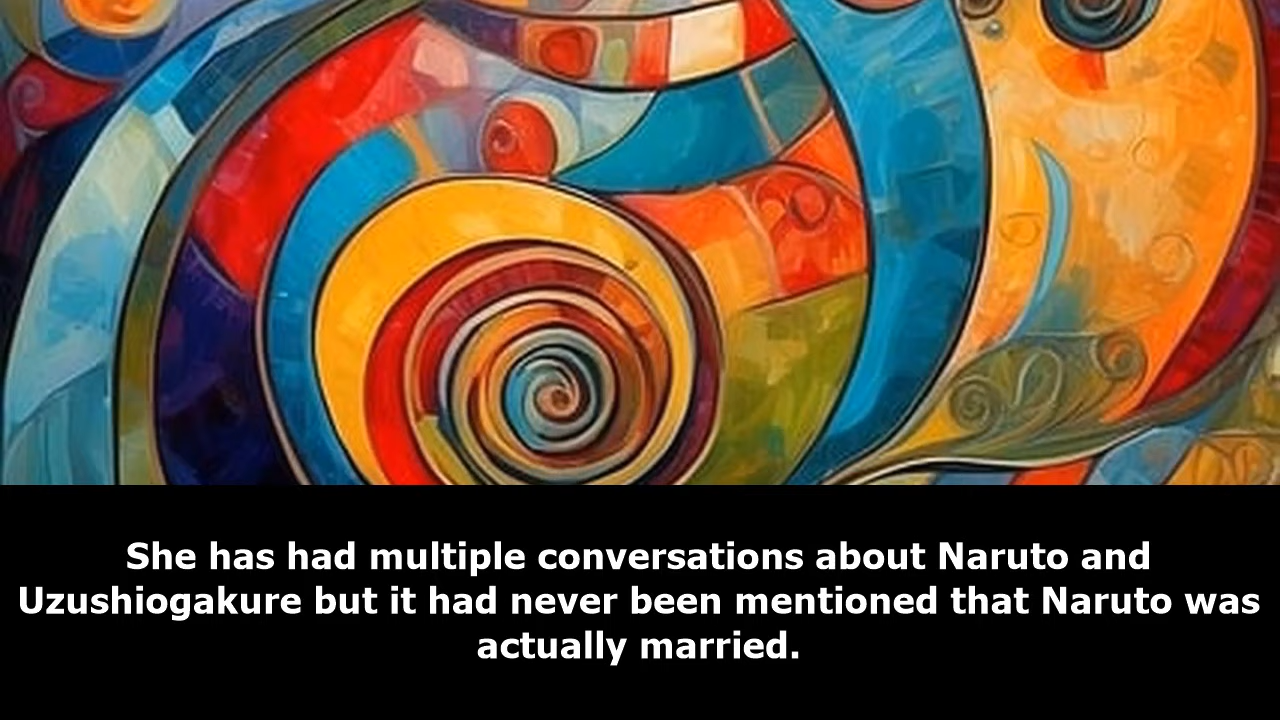 She has had multiple conversations about Naruto and
Uzushiogakure but it had never been mentioned that Naruto was
actually married.